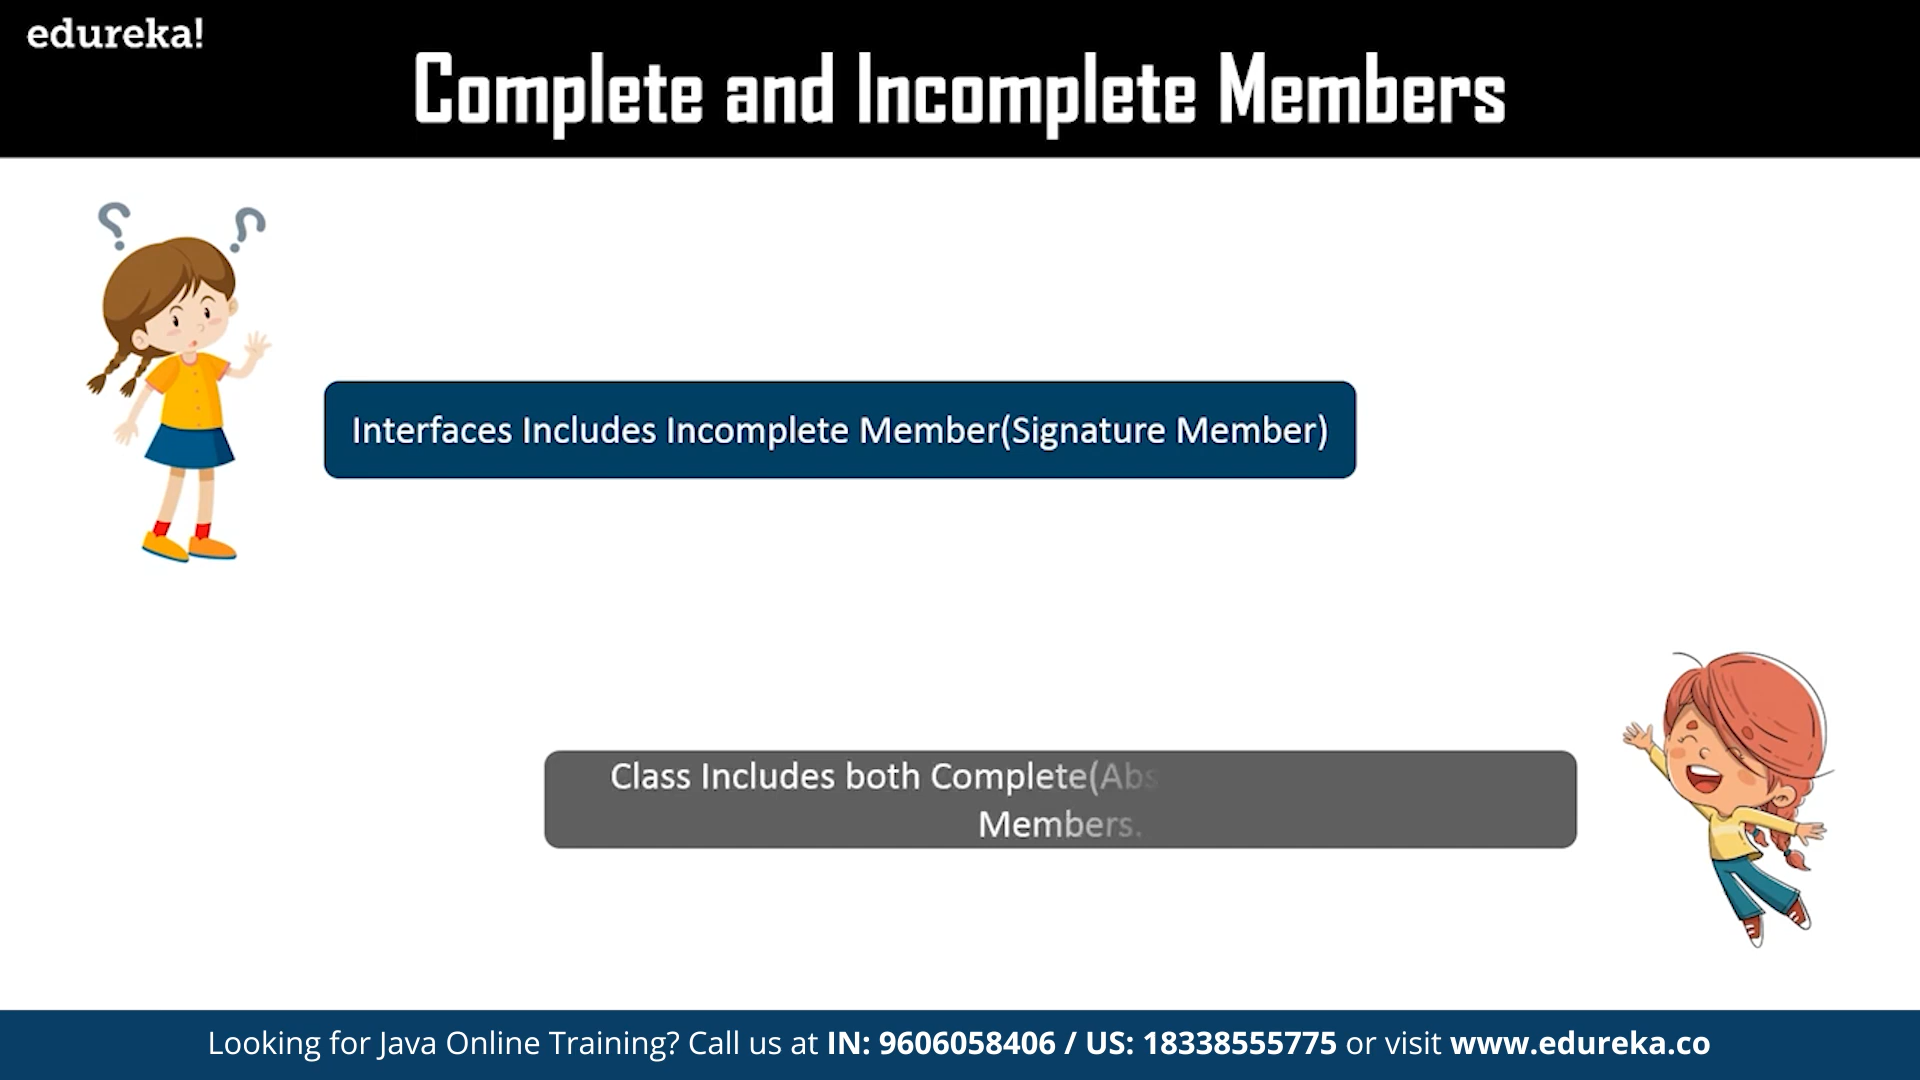 edureka!
Complete and Incomplete Members
Interfaces Includes Incomplete Member(Signature Member)
Class Includes both Complete(Abs
Members.
Looking for Java Online Training? Call us at IN: 9606058406 / US: 18338555775 or visit www.edureka.co